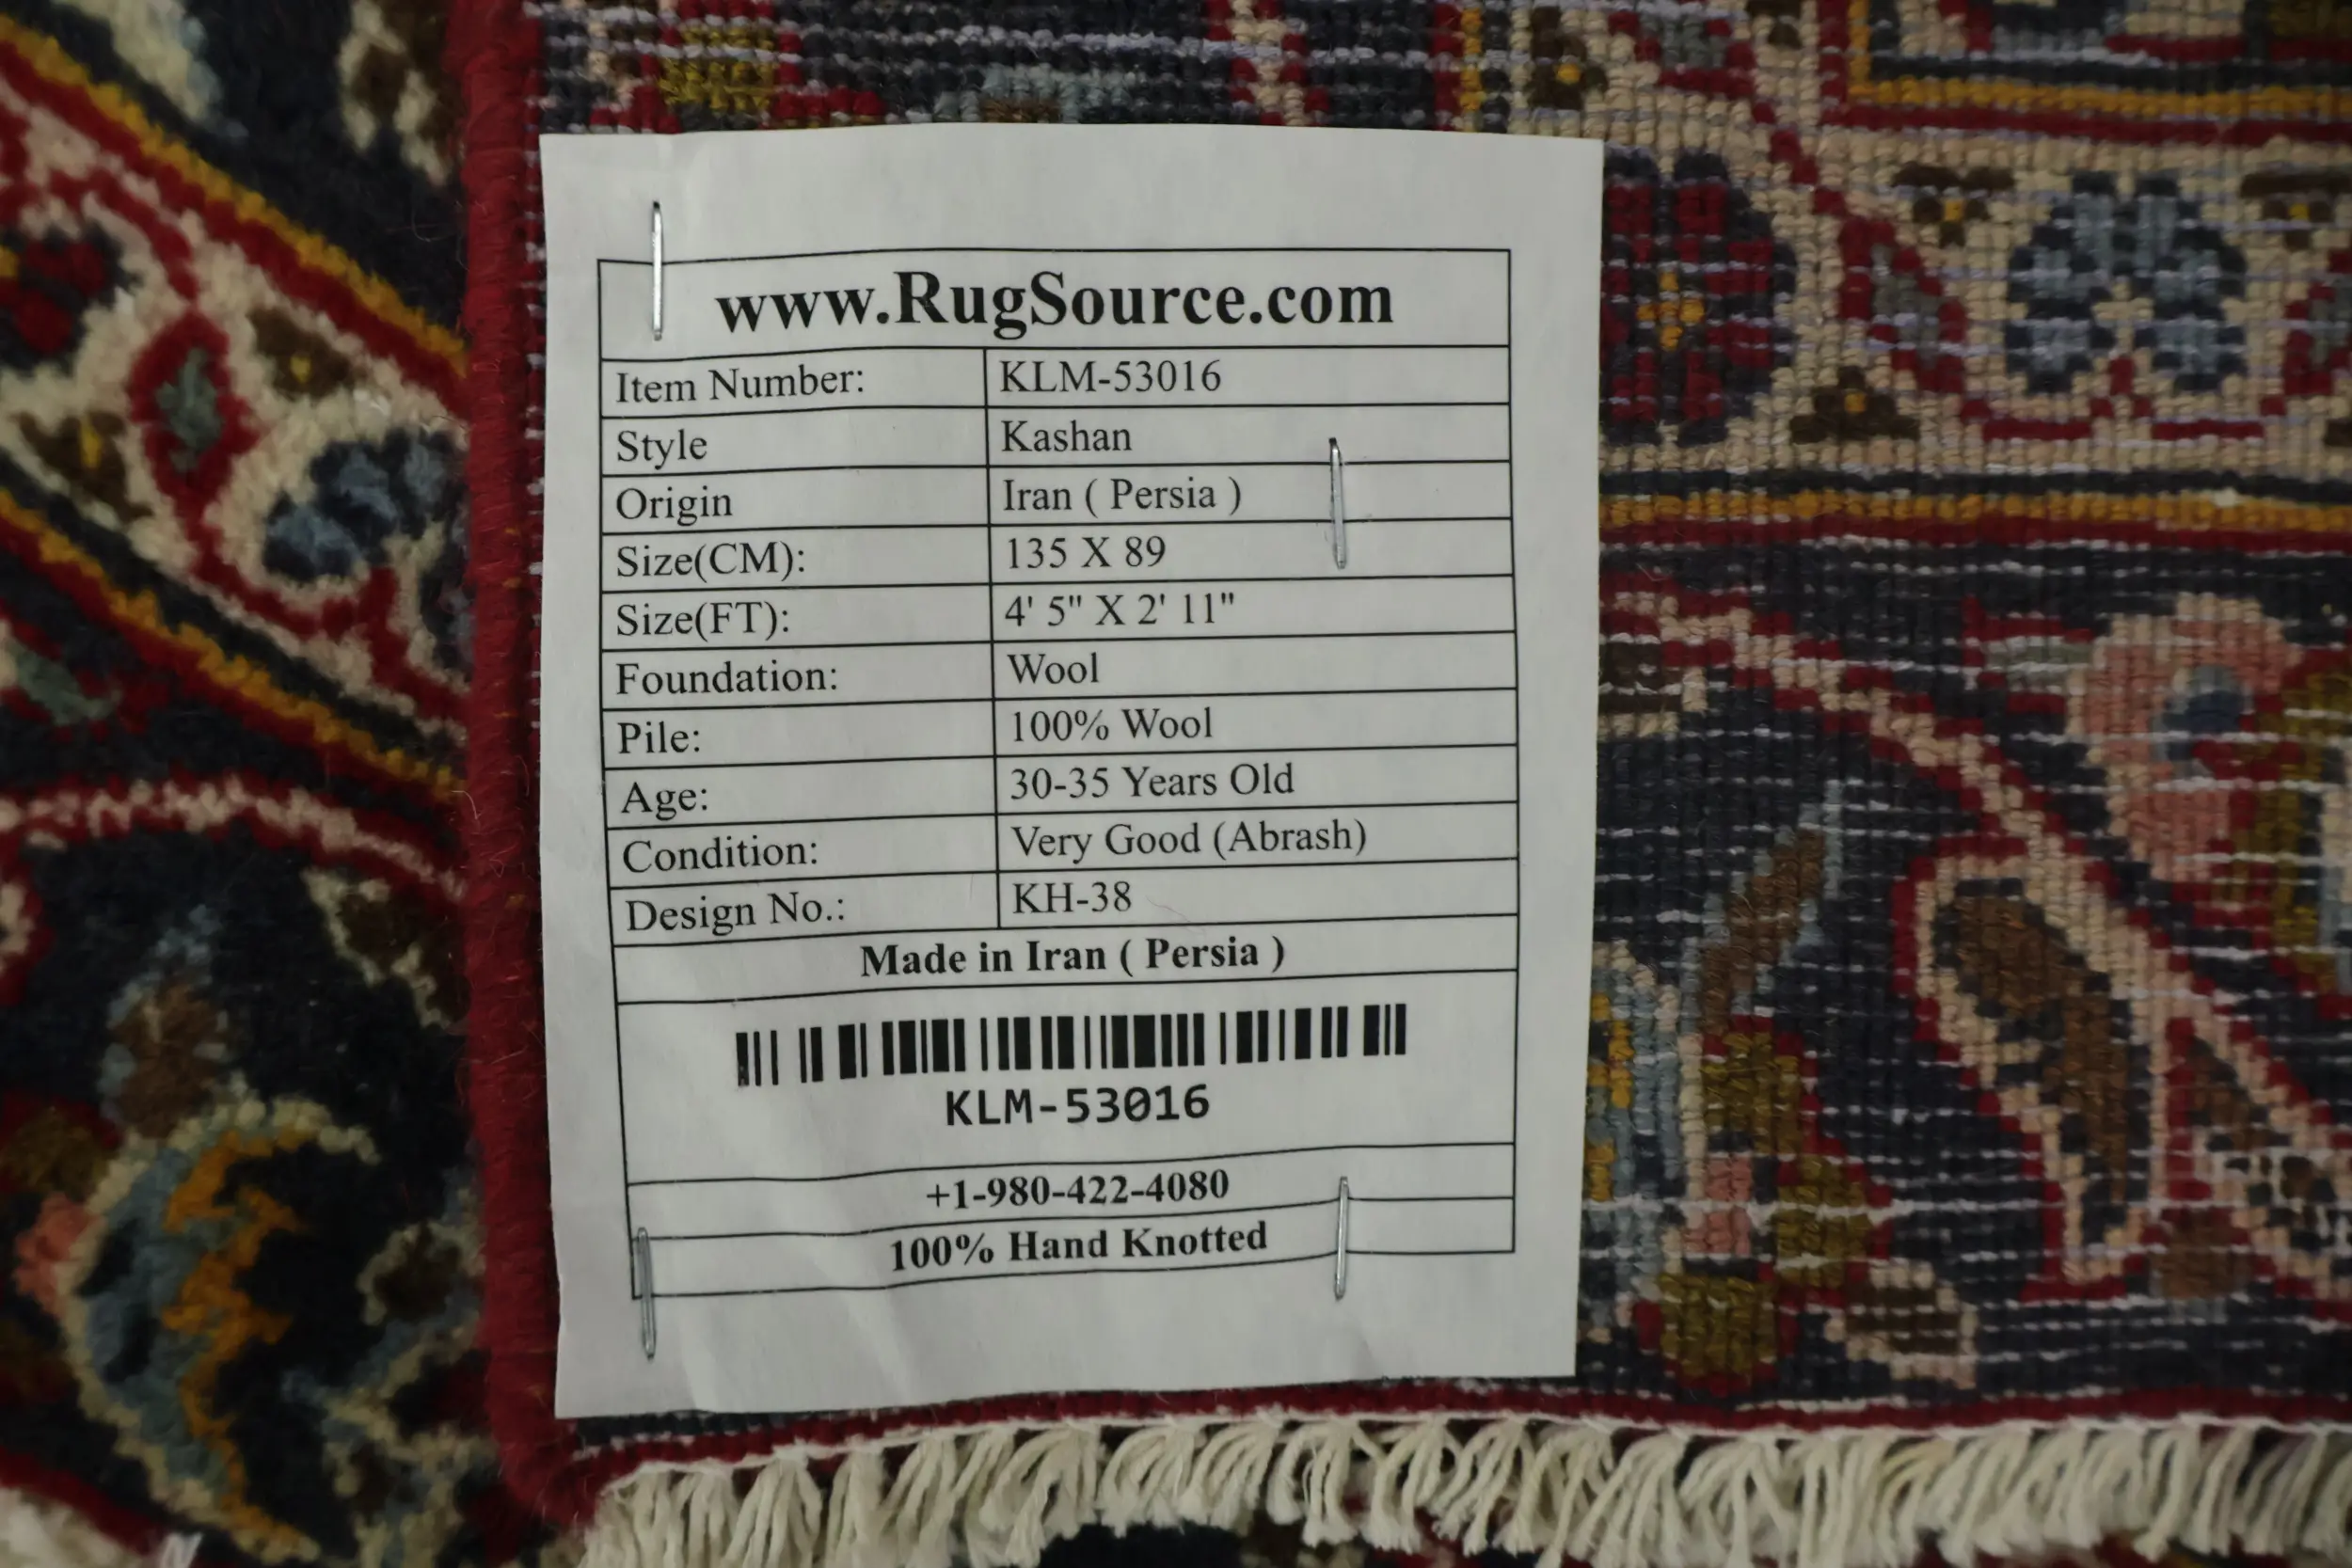 www.RugSource.com
Item Number: KLM-53016
Style Kashan
Origin Iran ( Persia )
Size(CM): 135 X 89
Size(FT): 4' 5" X 2' 11"
Foundation: Wool
Pile: 100% Wool
Age: 30-35 Years Old
Condition: Very Good (Abrash)
Design No.: KH-38
Made in Iran ( Persia )
KLM-53016
+1-980-422-4080
100% Hand Knotted